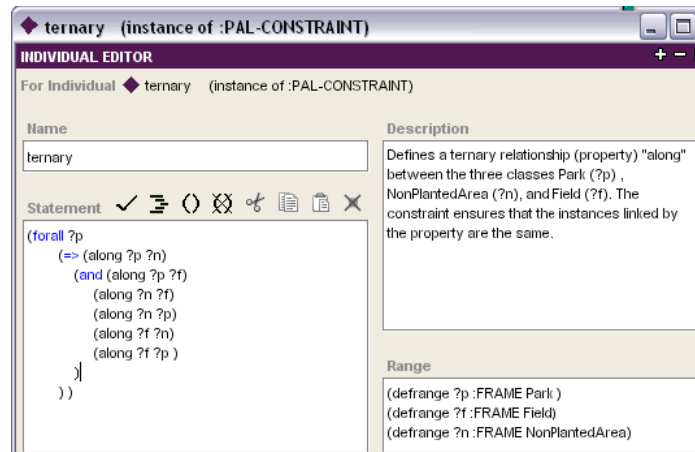 ternary (instance of :PAL-CONSTRAINT)
INDIVIDUAL EDITOR
For Individual ternary (instance of :PAL-CONSTRAINT)
Name
ternary
Statement
(forall ?p
(=> (along ?p ?n)
(and (along ?p ?f)
(along ?n ?f)
(along ?n ?p)
(along ?f ?n)
(along ?f ?p )
)
) )
Description
Defines a ternary relationship (property) "along"
between the three classes Park (?p) ,
NonPlantedArea (?n), and Field (?f). The
constraint ensures that the instances linked by
the property are the same.
Range
(defrange ?p :FRAME Park )
(defrange ?f :FRAME Field)
(defrange ?n :FRAME NonPlantedArea)